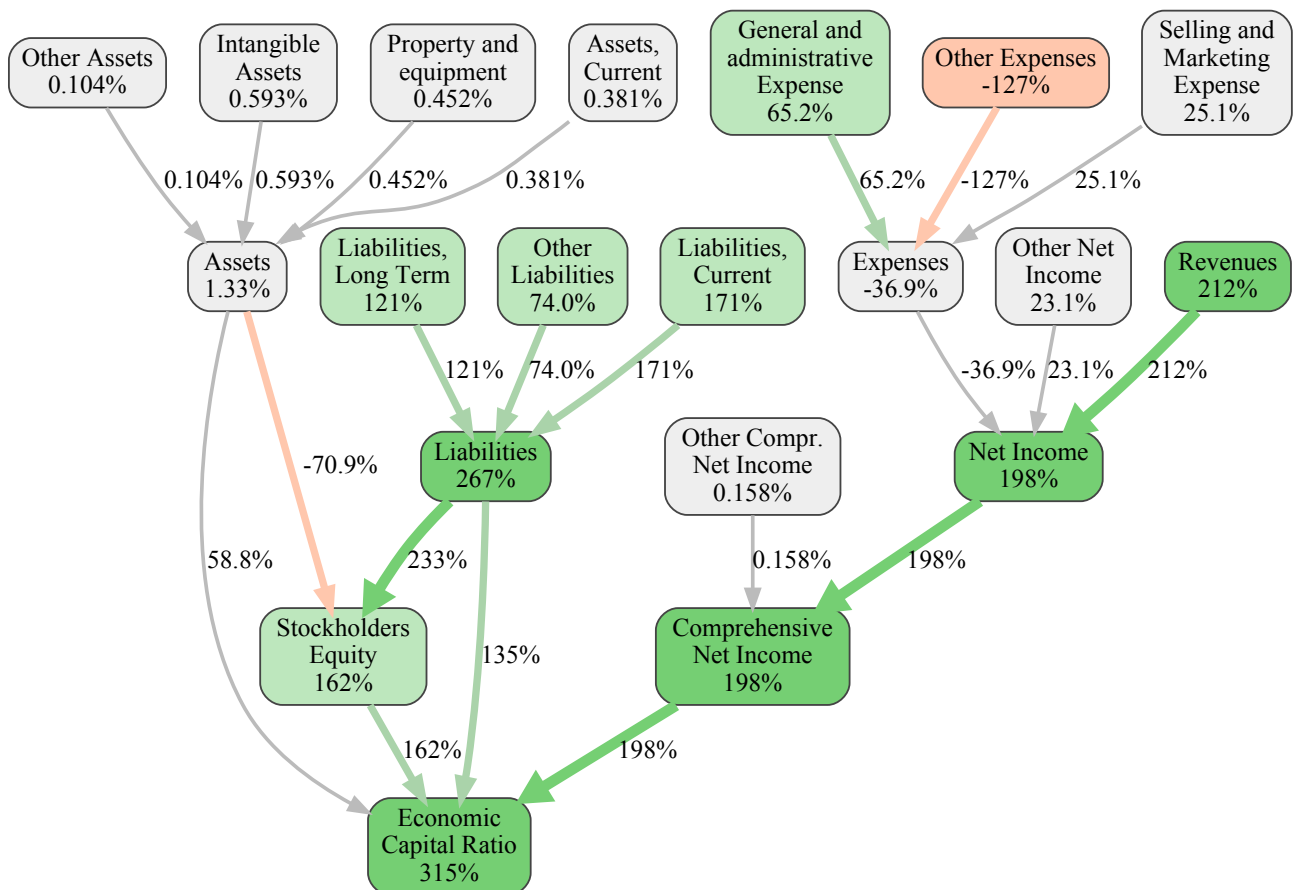 Other Assets
0.104%
Intangible
Assets
0.593%
Property and
equipment
0.452%
Assets,
Current
0.381%
General and
administrative
Expense
65.2%
Other Expenses
-127%
Selling and
Marketing
Expense
25.1%
0.104%
0.593%
0.452%
0.381%
65.2%
-127%
25.1%
Assets
1.33%
Liabilities,
Long Term
121%
Other
Liabilities
74.0%
Liabilities,
Current
171%
Expenses
-36.9%
Other Net
Income
23.1%
Revenues
212%
121%
74.0%
171%
-36.9%
23.1%
212%
-70.9%
Liabilities
267%
Other Compr.
Net Income
0.158%
Net Income
198%
58.8%
233%
0.158%
198%
Stockholders
Equity
162%
135%
Comprehensive
Net Income
198%
162%
198%
Economic
Capital Ratio
315%